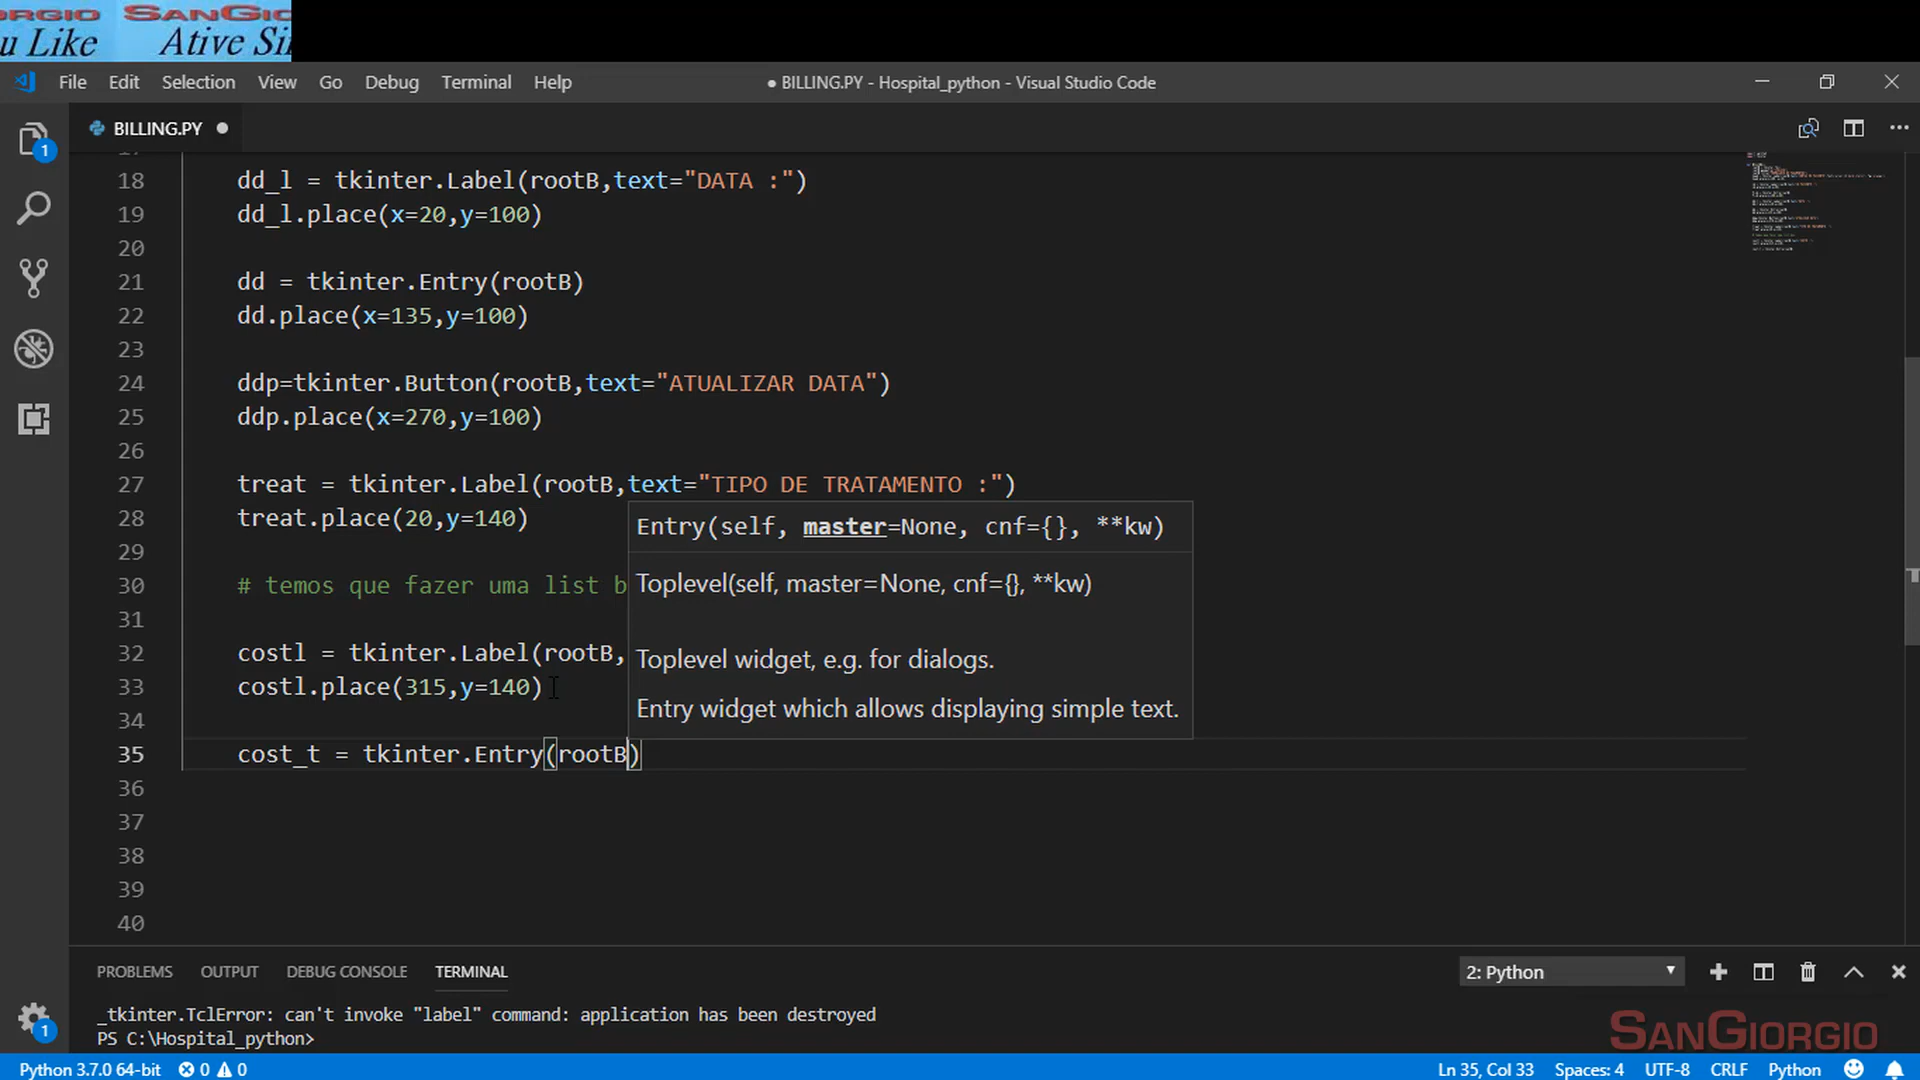 ORGIO SANGIO
u Like Ative Si
File Edit Selection View Go Debug Terminal Help
● BILLING.PY - Hospital_python - Visual Studio Code
BILLING.PY
1
18 dd_l = tkinter.Label(rootB,text="DATA :")
19 dd_l.place(x=20,y=100)
20
21 dd = tkinter.Entry(rootB)
22 dd.place(x=135,y=100)
23
24 ddp=tkinter.Button(rootB,text="ATUALIZAR DATA")
25 ddp.place(x=270,y=100)
26
27 treat = tkinter.Label(rootB,text="TIPO DE TRATAMENTO :")
28 treat.place(20,y=140)
29
Entry(self, master=None, cnf={}, **kw)
Toplevel(self, master=None, cnf={}, **kw)
Toplevel widget, e.g. for dialogs.
Entry widget which allows displaying simple text.
30 # temos que fazer uma list b
31
32 costl = tkinter.Label(rootB,
33 costl.place(315,y=140)
34
35 cost_t = tkinter.Entry(rootB)
36
37
38
39
40
PROBLEMS OUTPUT DEBUG CONSOLE TERMINAL
2: Python
_tkinter.TclError: can't invoke "label" command: application has been destroyed
PS C:\Hospital_python>
1
SANGIORGIO
Python 3.7.0 64-bit 0 0
Ln 35, Col 33 Spaces: 4 UTF-8 CRLF Python